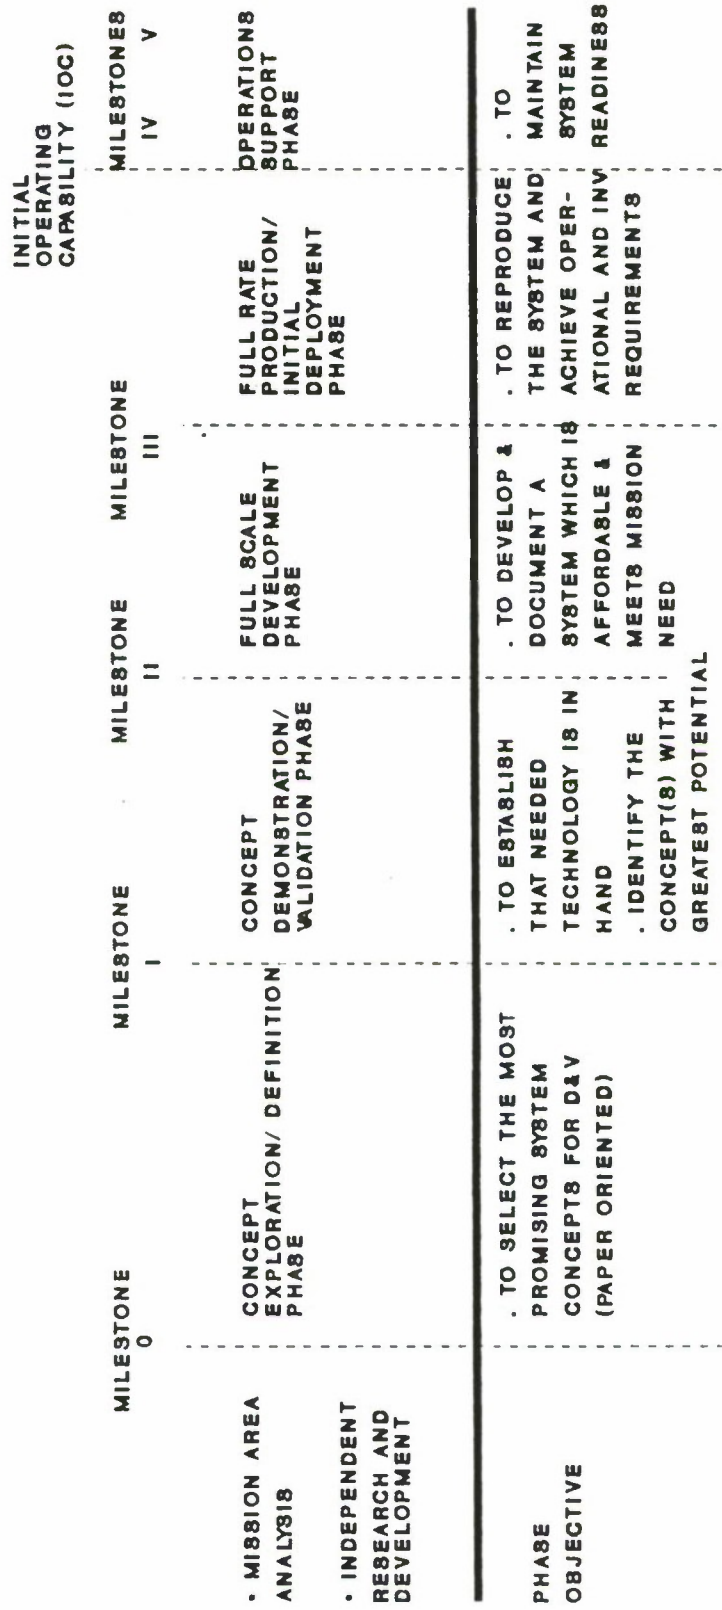 INITIAL
OPERATING
CAPABILITY (IOC)
MILESTONE
0
MILESTONE
I
MILESTONE
II
MILESTONE
III
MILESTONES
IV V
• MISSION AREA
ANALYSIS
• INDEPENDENT
RESEARCH AND
DEVELOPMENT
CONCEPT
EXPLORATION/ DEFINITION
PHASE
CONCEPT
DEMONSTRATION/
VALIDATION PHASE
FULL SCALE
DEVELOPMENT
PHASE
FULL RATE
PRODUCTION/
INITIAL
DEPLOYMENT
PHASE
OPERATIONS
SUPPORT
PHASE
PHASE
OBJECTIVE
. TO SELECT THE MOST
PROMISING SYSTEM
CONCEPTS FOR D&V
(PAPER ORIENTED)
. TO ESTABLISH
THAT NEEDED
TECHNOLOGY IS IN
HAND
. IDENTIFY THE
CONCEPT(S) WITH
GREATEST POTENTIAL
. TO DEVELOP &
DOCUMENT A
SYSTEM WHICH IS
AFFORDABLE &
MEETS MISSION
NEED
. TO REPRODUCE
THE SYSTEM AND
ACHIEVE OPER-
ATIONAL AND INV
REQUIREMENTS
. TO
MAINTAIN
SYSTEM
READINESS